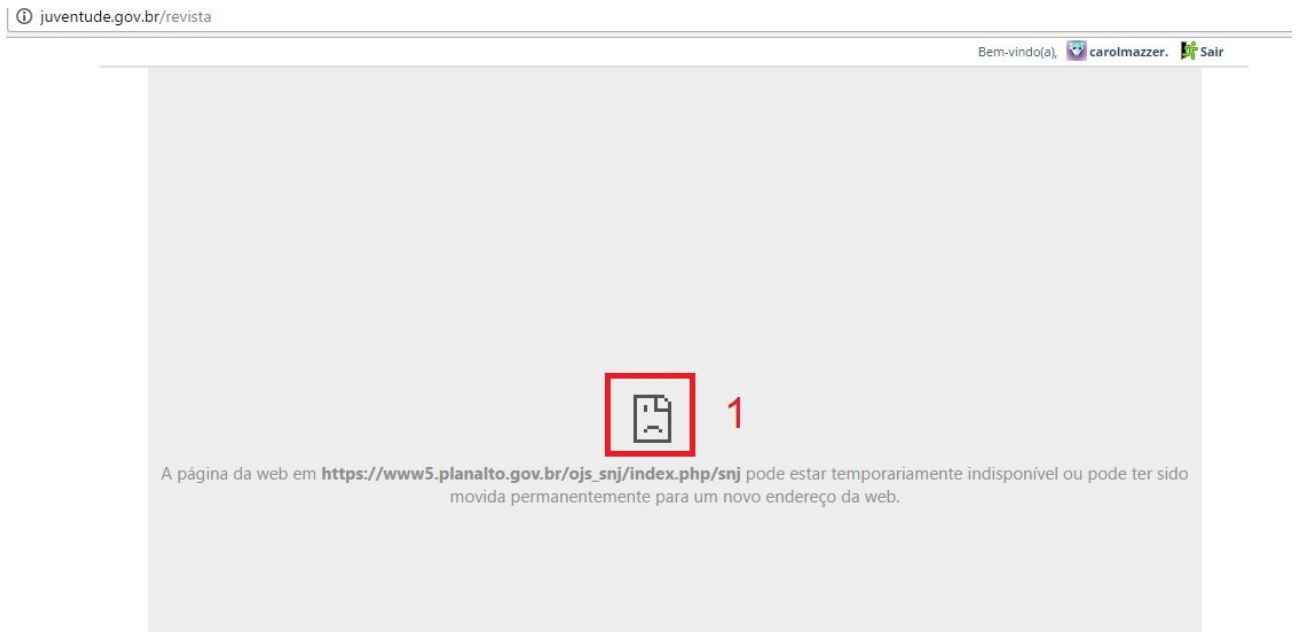 juventude.gov.br/revista
Bem-vindo(a), carolmazzer. Sair
1
A página da web em https://www5.planalto.gov.br/ojs_snj/index.php/snj pode estar temporariamente indisponível ou pode ter sido
movida permanentemente para um novo endereço da web.